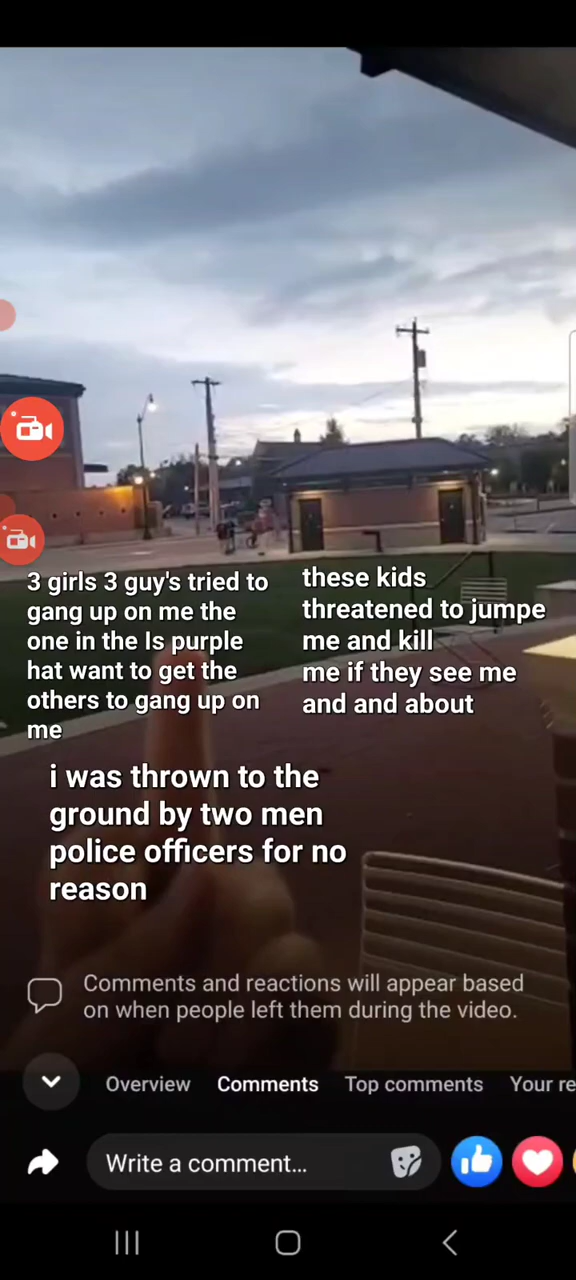 3 girls 3 guy's tried to
gang up on me the
one in the Is purple
hat want to get the
others to gang up on
me
these kids
threatened to jumpe
me and kill
me if they see me
and and about
i was thrown to the
ground by two men
police officers for no
reason
Comments and reactions will appear based
on when people left them during the video.
Overview Comments Top comments Your re
Write a comment...